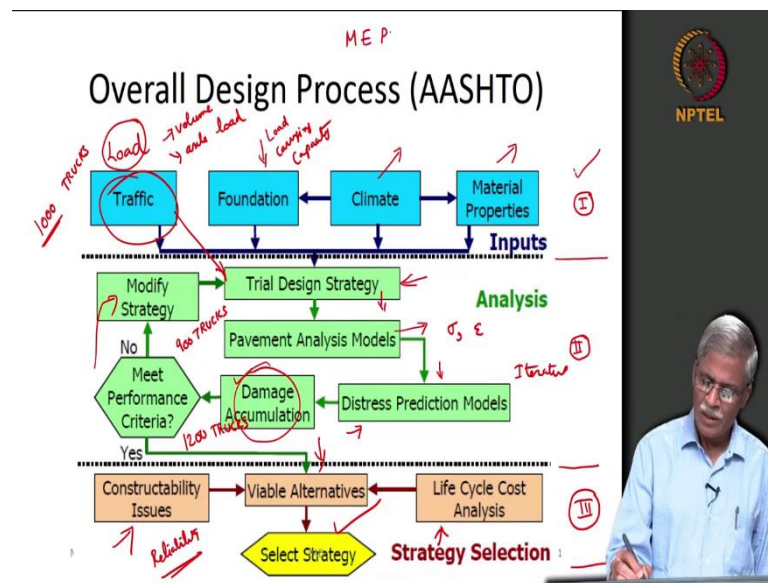 M E P.
Overall Design Process (AASHTO)
NPTEL
1000 TRUCKS
Load
→ volume
→ axle load
Load
Carrying
Capacity
Traffic
Foundation
Climate
Material
Properties
I
Inputs
Modify
Strategy
Trial Design Strategy
Analysis
No
900 TRUCKS
Pavement Analysis Models
σ, ε
II
Meet
Performance
Criteria?
Damage
Accumulation
Distress Prediction Models
Iterative
1200 TRUCKS
Yes
Constructability
Issues
Viable Alternatives
Life Cycle Cost
Analysis
III
Reliability
Select Strategy
Strategy Selection
1